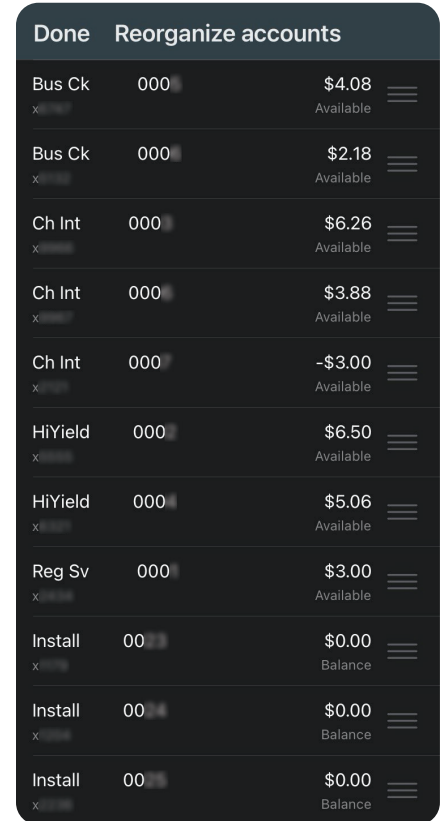 Done Reorganize accounts
Bus Ck 000 $4.08
x Available
Bus Ck 000 $2.18
x Available
Ch Int 000 $6.26
x Available
Ch Int 000 $3.88
x Available
Ch Int 000 -$3.00
x Available
HiYield 000 $6.50
x Available
HiYield 000 $5.06
x Available
Reg Sv 000 $3.00
x Available
Install 00 $0.00
x Balance
Install 00 $0.00
x Balance
Install 00 $0.00
x Balance